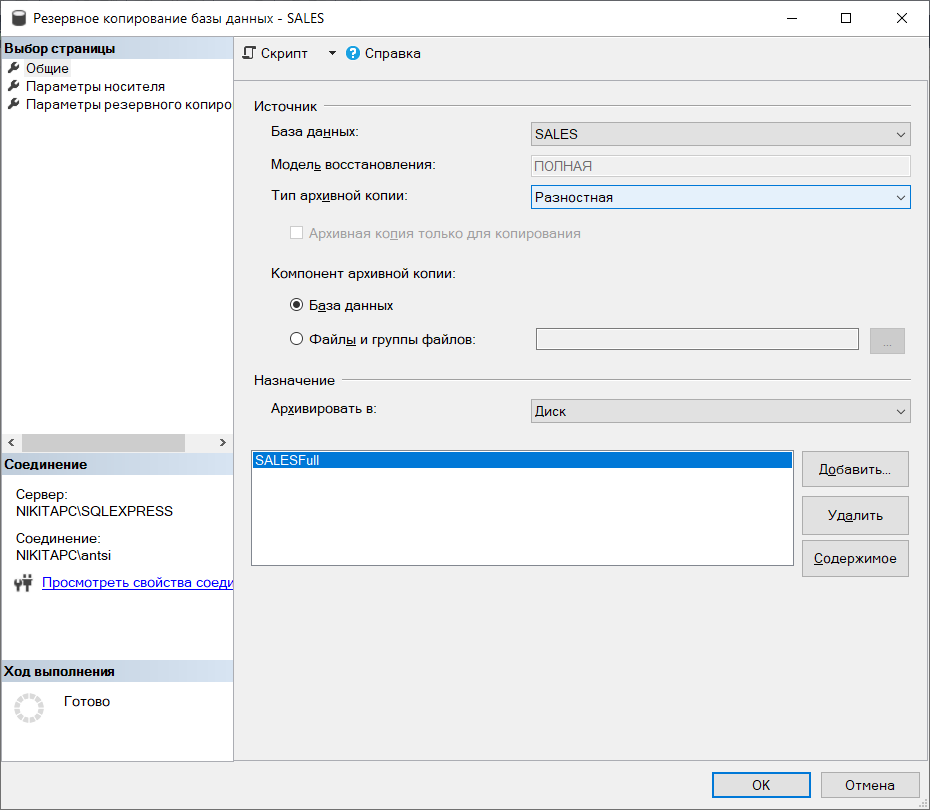 Резервное копирование базы данных - SALES
Выбор страницы
Общие
Параметры носителя
Параметры резервного копиро
Скрипт
Справка
Источник
База данных:
SALES
Модель восстановления:
ПОЛНАЯ
Тип архивной копии:
Разностная
Архивная копия только для копирования
Компонент архивной копии:
База данных
Файлы и группы файлов:
...
Назначение
Архивировать в:
Диск
SALESFull
Добавить...
Удалить
Содержимое
Соединение
Сервер:
NIKITAPC\SQLEXPRESS
Соединение:
NIKITAPC\antsi
Просмотреть свойства соеди
Ход выполнения
Готово
ОК
Отмена